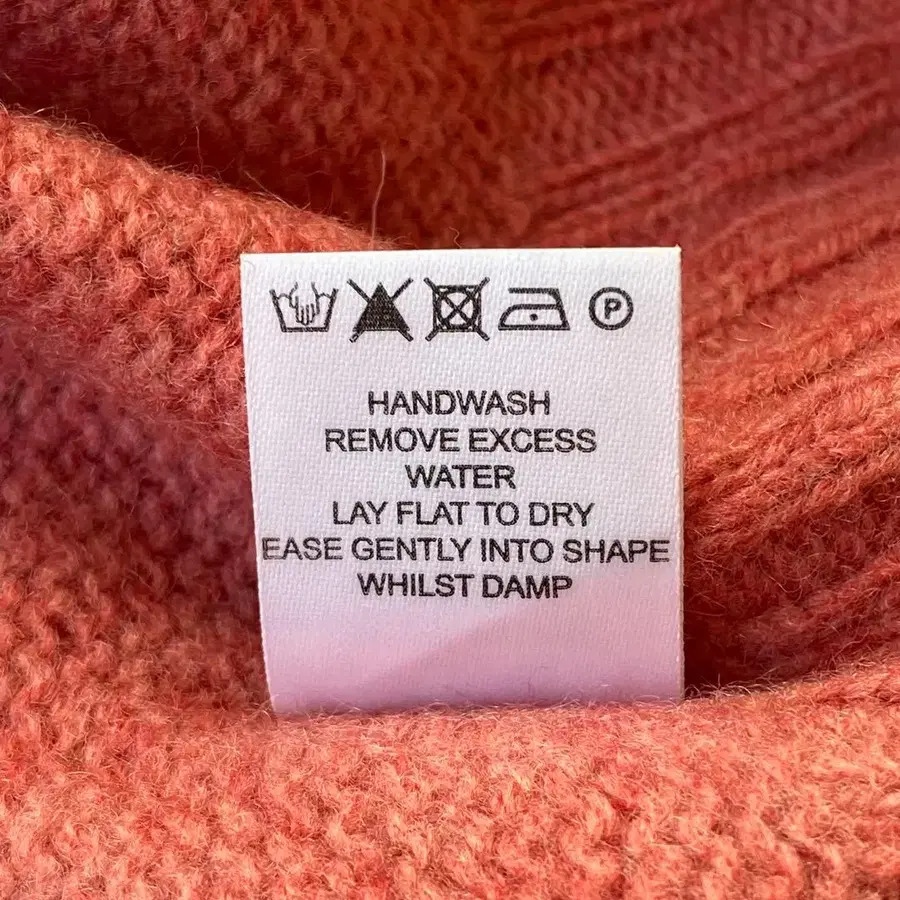 P
HANDWASH
REMOVE EXCESS
WATER
LAY FLAT TO DRY
EASE GENTLY INTO SHAPE
WHILST DAMP